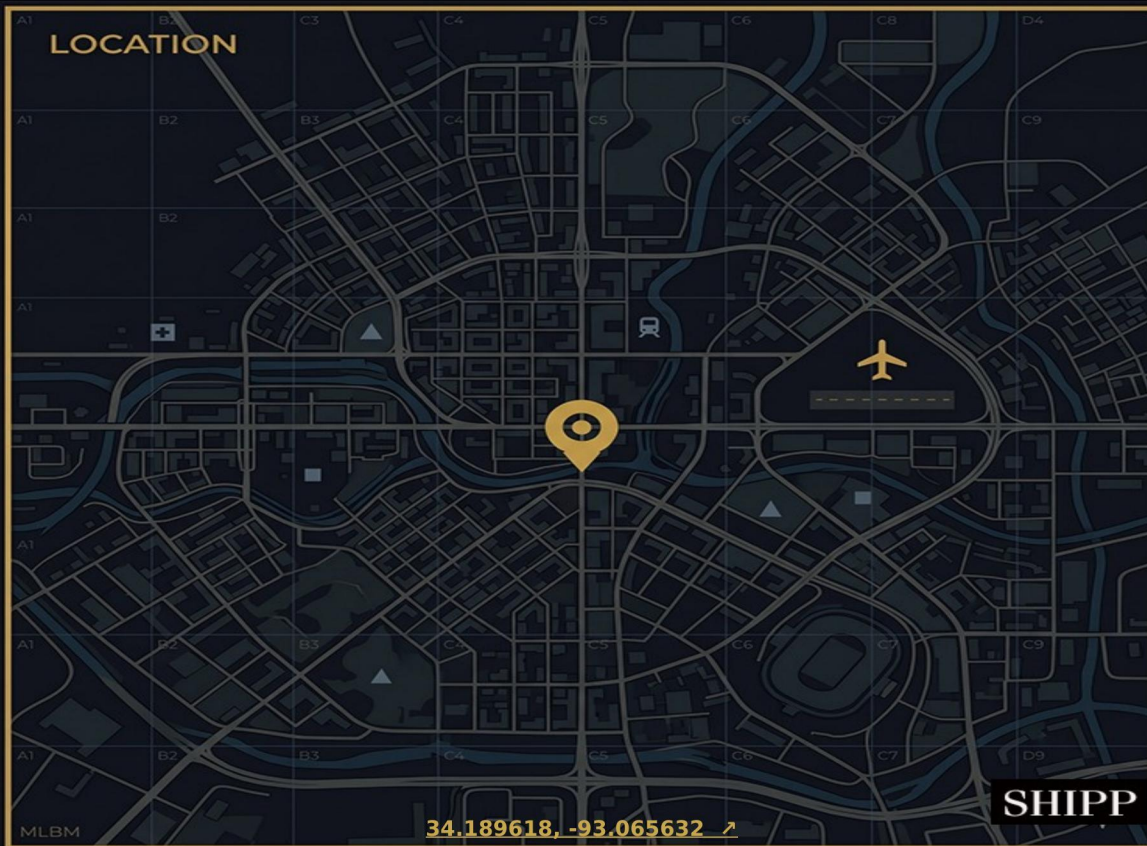 A1 B2 C3 C4 C5 C6 C8 D4
LOCATION
A1 B2 B3 C4 C5 C6 C7 C9
A1 B2
A1
A1
A1 B2 B3 C4 C5 C6 C7 C9
A1 B2 B3 C4 C5 C6 C7 D9
SHIPP
MLBM
34.189618, -93.065632 ↗